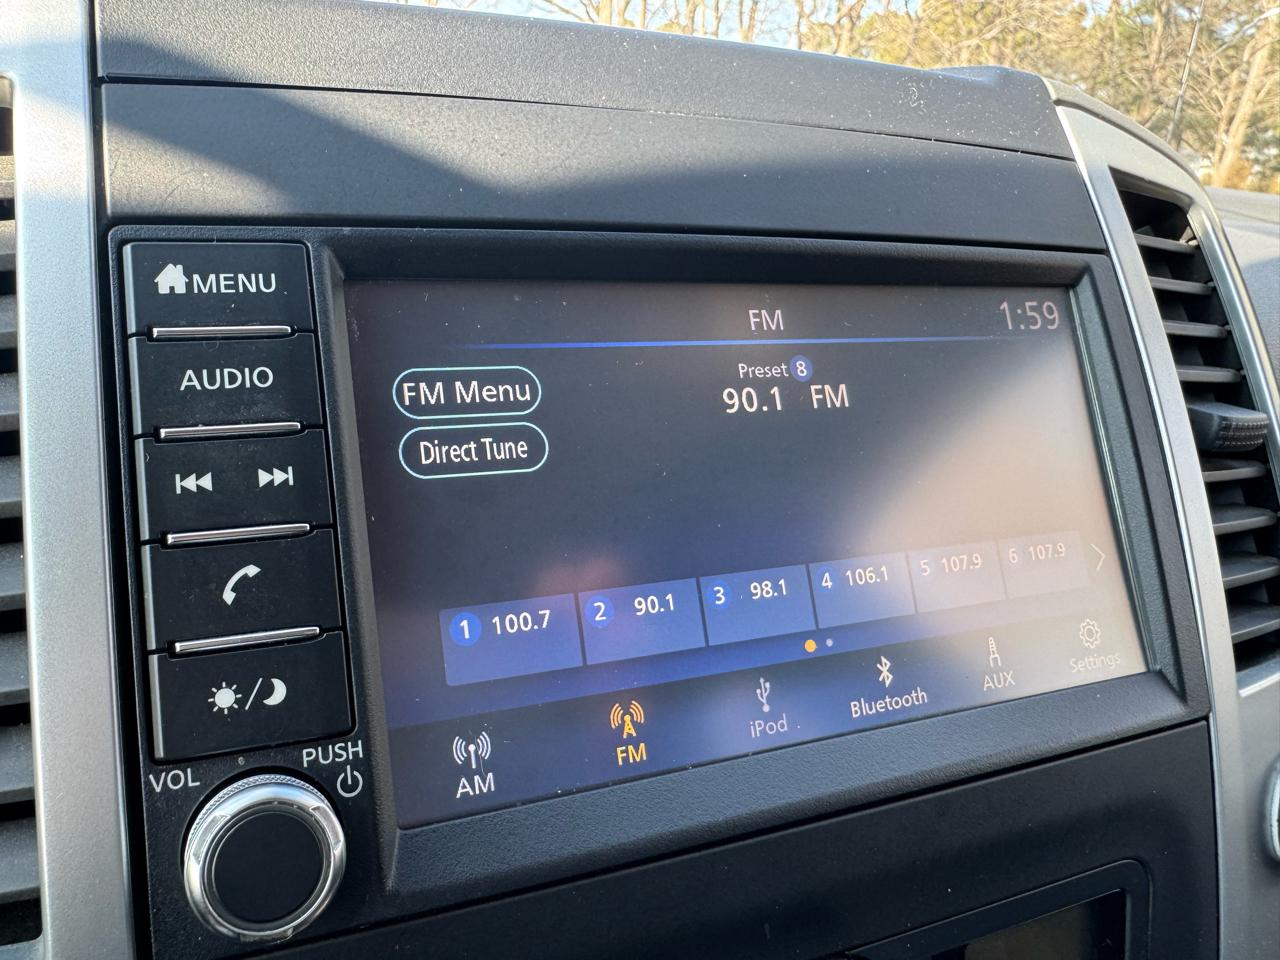 MENU
AUDIO
VOL
PUSH
FM
1:59
FM Menu
Preset 8
90.1 FM
Direct Tune
1 100.7
2 90.1
3 98.1
4 106.1
5 107.9
6 107.9
AM
FM
iPod
Bluetooth
AUX
Settings